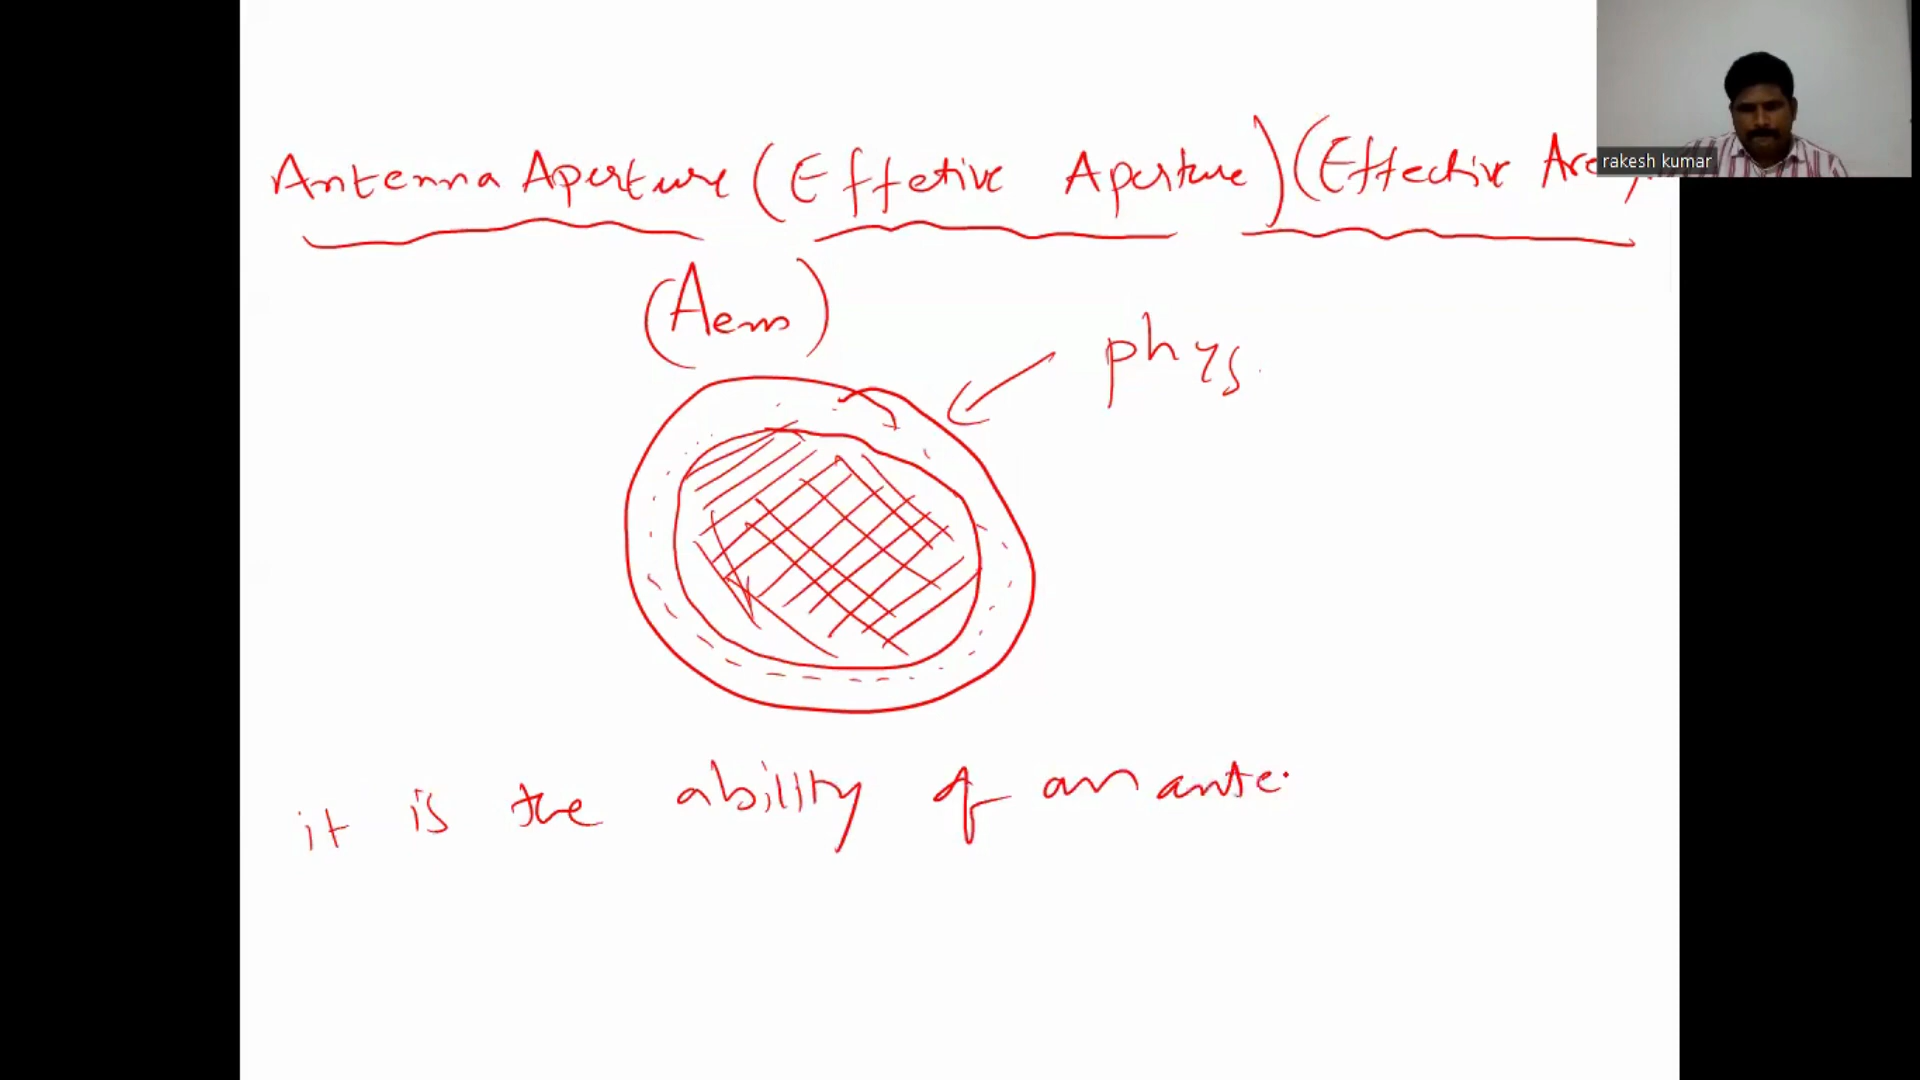 Antenna Aperture (Effetive Aperture) (Effective Are
rakesh kumar
(Aem)
phys
it is the ability of an ante